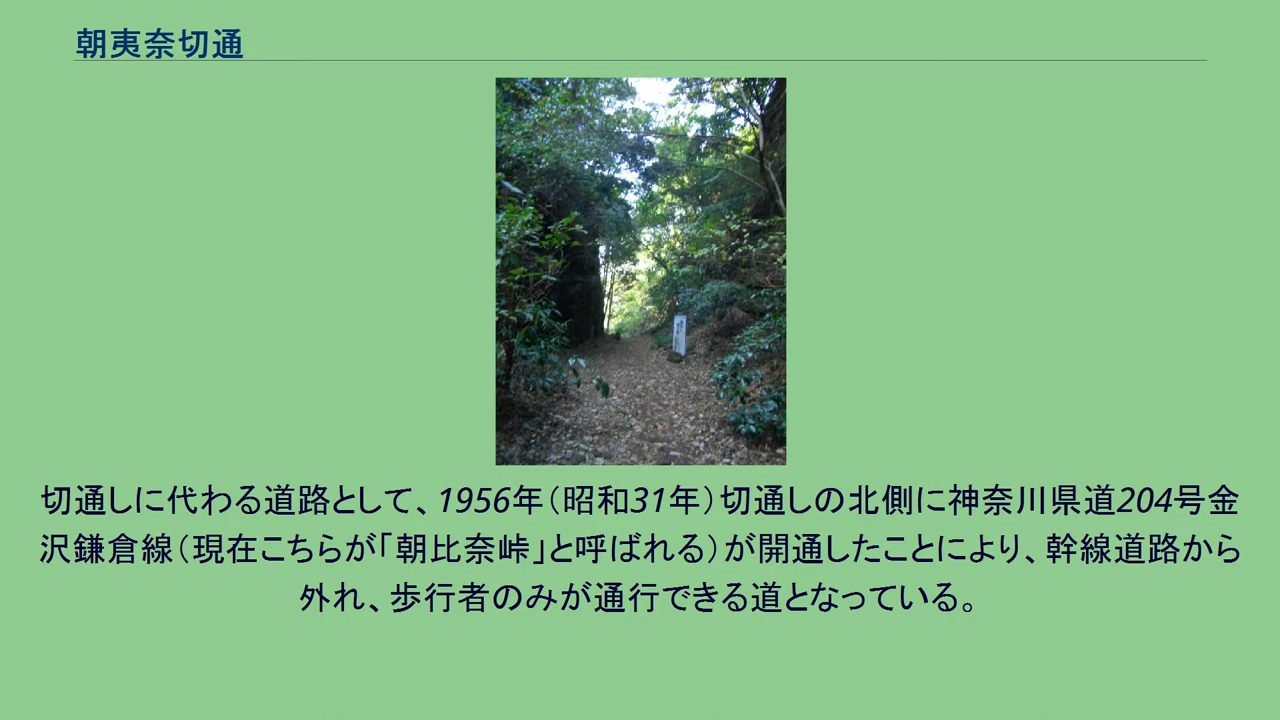 朝夷奈切通
切通しに代わる道路として、1956年（昭和31年）切通しの北側に神奈川県道204号金
沢鎌倉線（現在こちらが「朝比奈峠」と呼ばれる）が開通したことにより、幹線道路から
外れ、歩行者のみが通行できる道となっている。